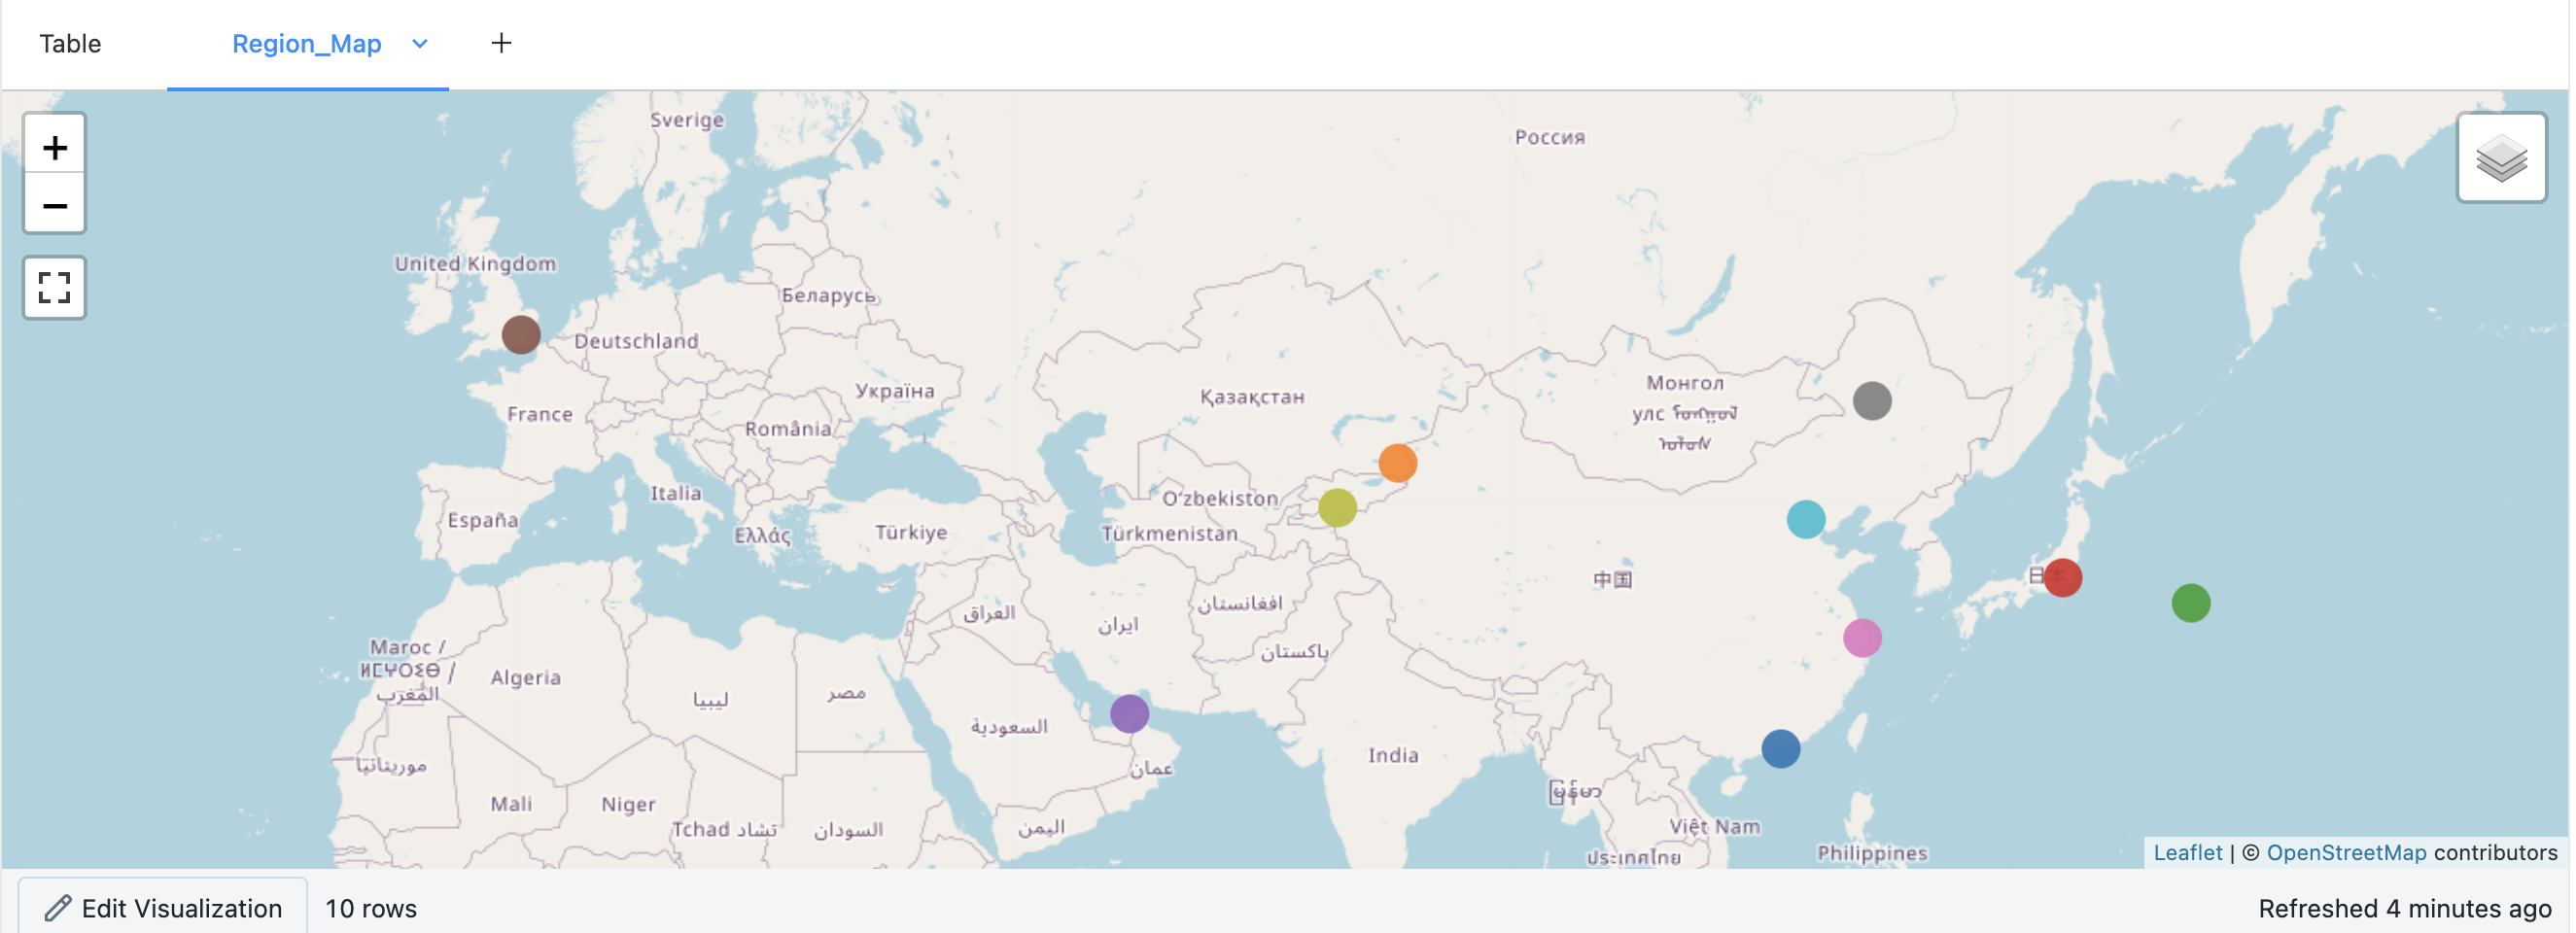 Table
Region_Map
+
+
−
Sverige
Россия
United Kingdom
Беларусь
Deutschland
Україна
Қазақстан
Монгол
улс
France
România
Italia
Oʻzbekiston
España
Ελλάς
Türkiye
Türkmenistan
中国
日本
افغانستان
العراق
ایران
پاکستان
Maroc /
ⵍⵎⵖⵔⵉⴱ /
المغرب
Algeria
ليبيا
مصر
السعودية
India
موريتانيا
عمان
မြန်မာ
Mali
Niger
Tchad تشاد
السودان
اليمن
Việt Nam
ประเทศไทย
Philippines
Leaflet | © OpenStreetMap contributors
Edit Visualization
10 rows
Refreshed 4 minutes ago